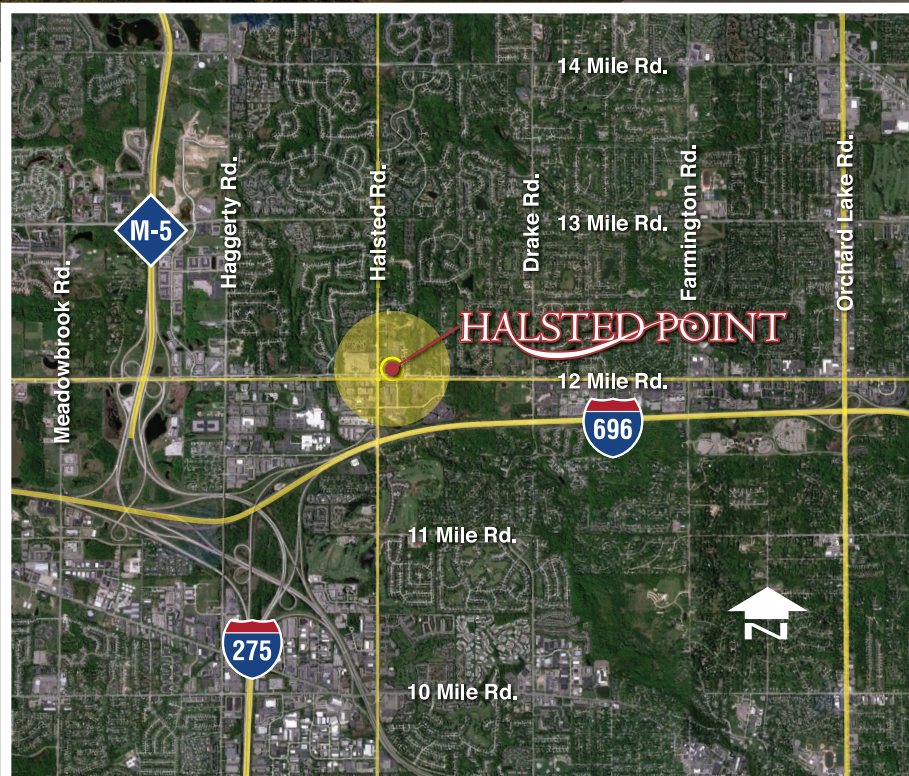 14 Mile Rd.
Haggerty Rd.
Halsted Rd.
Drake Rd.
Farmington Rd.
Orchard Lake Rd.
M-5
13 Mile Rd.
Meadowbrook Rd.
HALSTED POINT
12 Mile Rd.
696
11 Mile Rd.
275
10 Mile Rd.
N